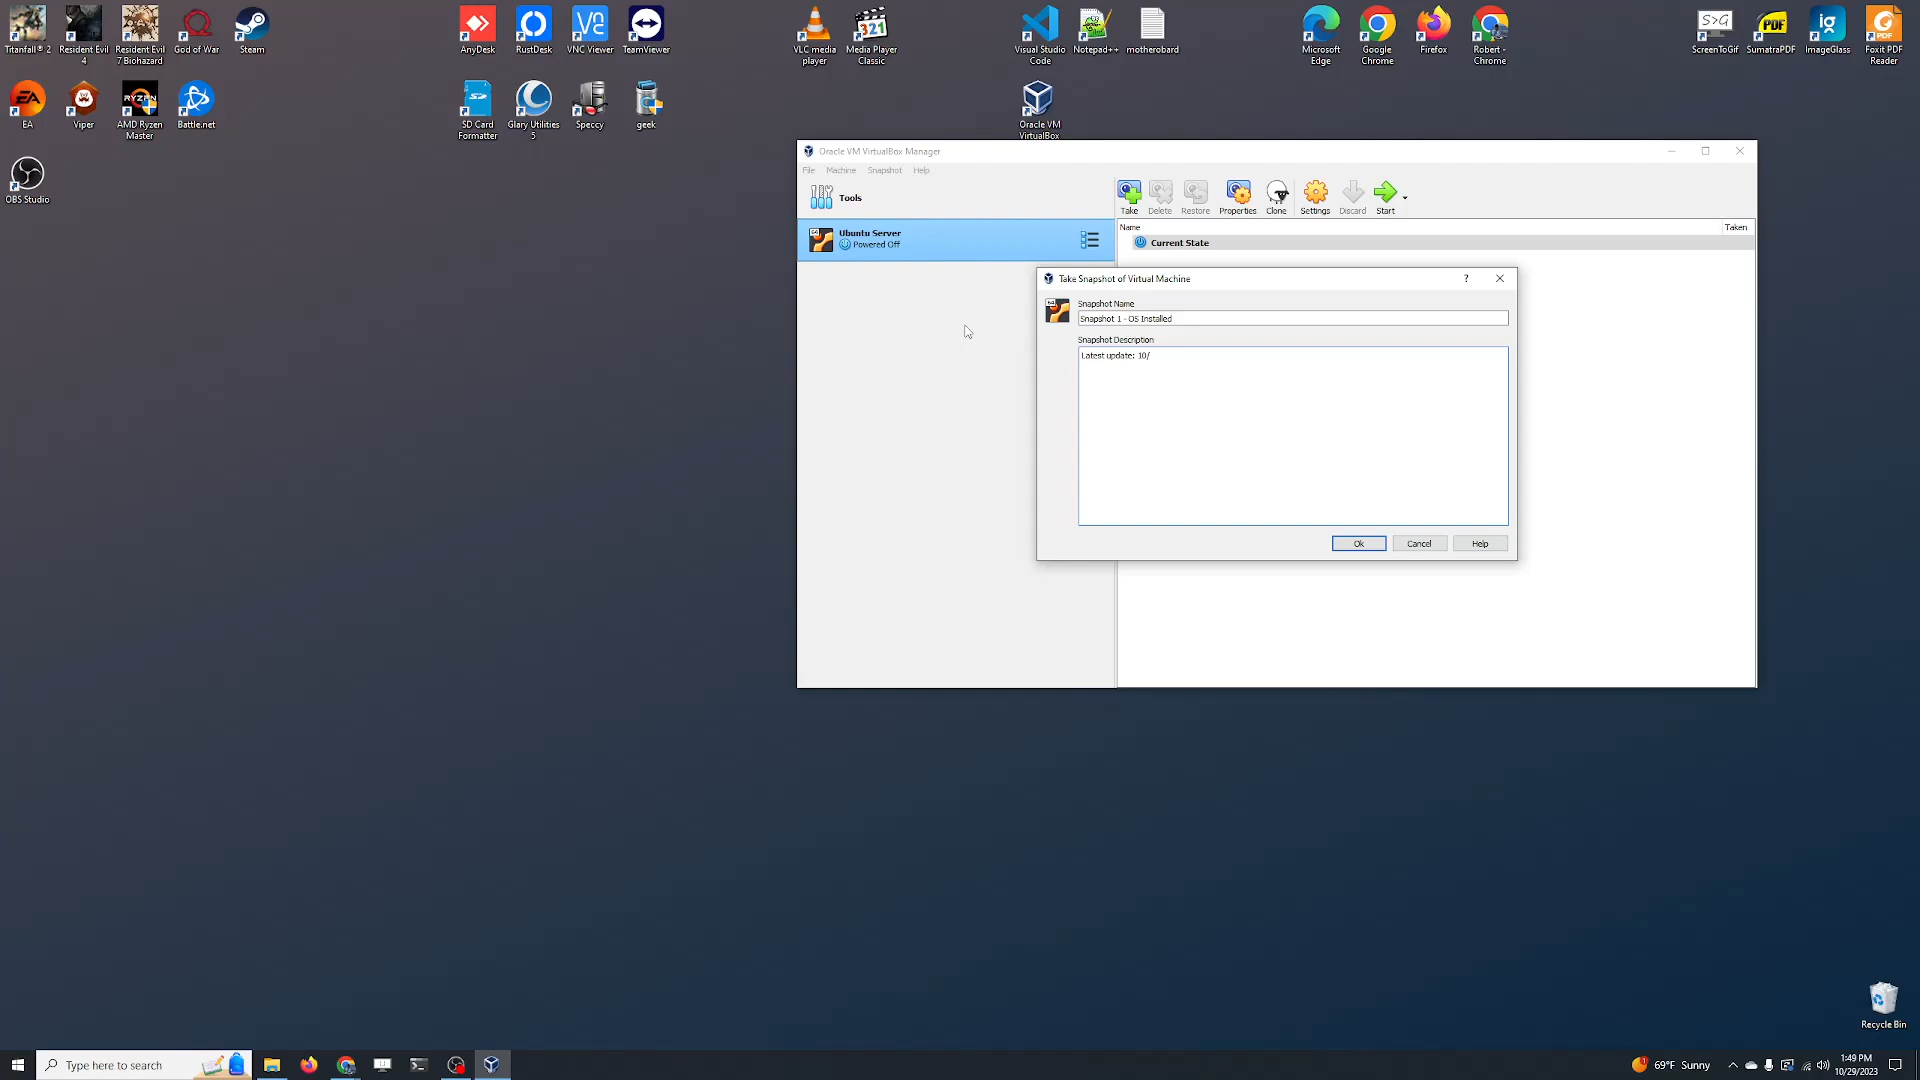 Titanfall® 2
Resident Evil 4
Resident Evil 7 Biohazard
God of War
Steam
AnyDesk
RustDesk
VNC Viewer
TeamViewer
VLC media player
Media Player Classic
Visual Studio Code
Notepad++
motherobard
Microsoft Edge
Google Chrome
Firefox
Robert - Chrome
ScreenToGif
SumatraPDF
ImageGlass
Foxit PDF Reader
EA
Viper
AMD Ryzen Master
Battle.net
SD Card Formatter
Glary Utilities 5
Speccy
geek
Oracle VM VirtualBox
OBS Studio
Oracle VM VirtualBox Manager
File Machine Snapshot Help
Tools
Take Delete Restore Properties Clone Settings Discard Start
Name Taken
Ubuntu Server
Powered Off
Current State
Take Snapshot of Virtual Machine
Snapshot Name
Snapshot 1 - OS Installed
Snapshot Description
Latest update: 10/
Ok Cancel Help
Recycle Bin
Type here to search
69°F Sunny
1:49 PM
10/29/2023